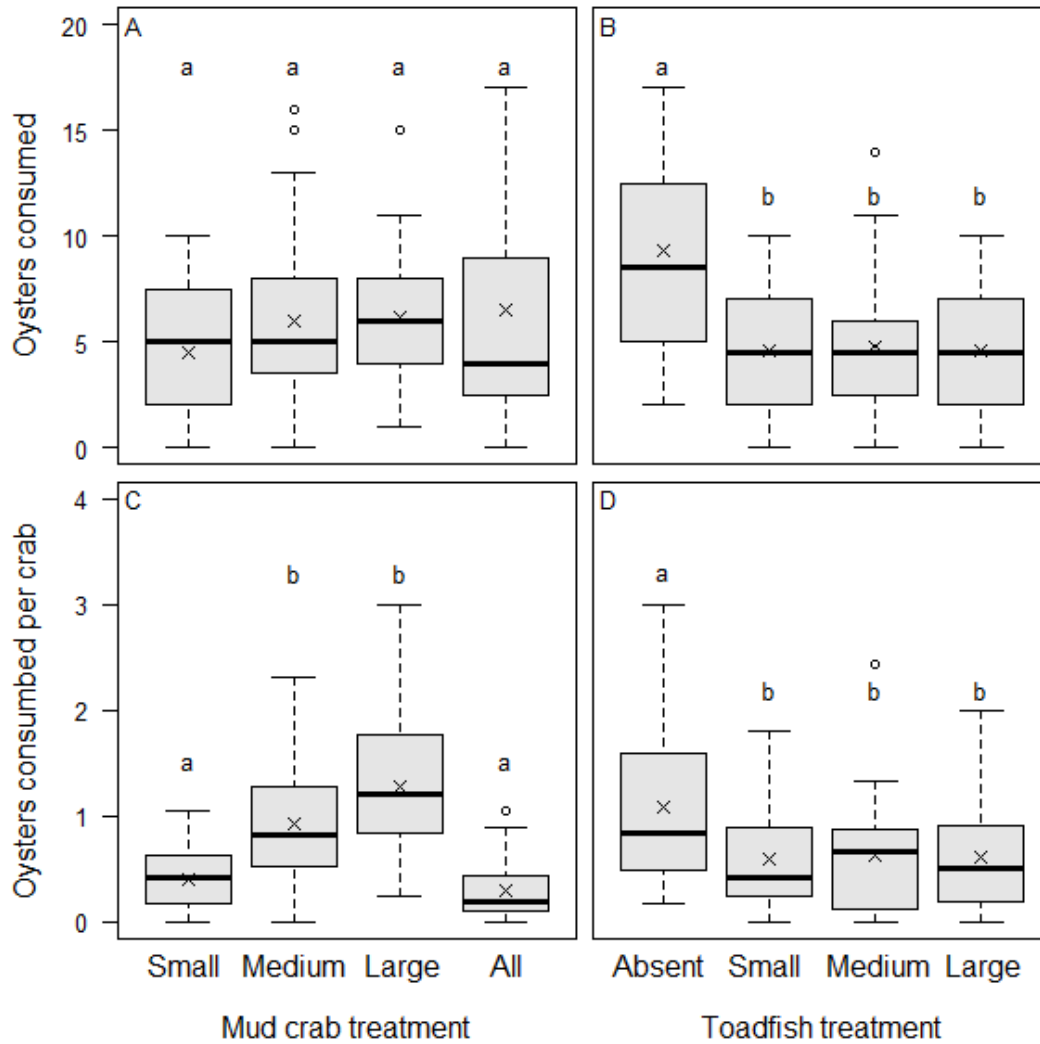 A
B
20
15
10
5
0
Oysters consumed
a a a a
a b b b
C
D
4
3
2
1
0
Oysters consumbed per crab
a b b a
a b b b
Small Medium Large All
Absent Small Medium Large
Mud crab treatment
Toadfish treatment